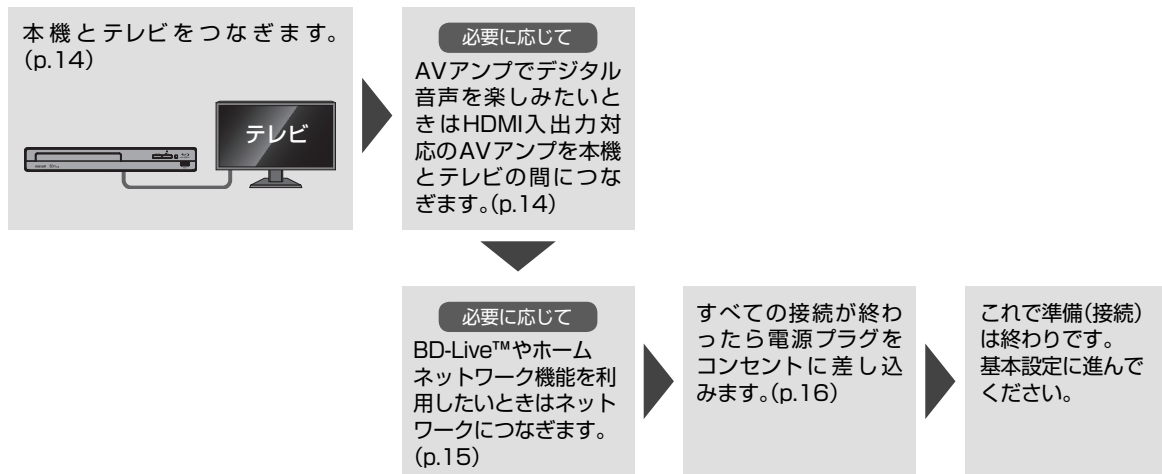 本機とテレビをつなぎます。
（p.14）
テレビ
必要に応じて
AVアンプでデジタル
音声を楽しみたいと
きはHDMI入出力対
応のAVアンプを本機
とテレビの間につな
ぎます。（p.14）
必要に応じて
BD-Live™やホーム
ネットワーク機能を利
用したいときはネット
ワークにつなぎます。
（p.15）
すべての接続が終わ
ったら電源プラグを
コンセントに差し込
みます。（p.16）
これで準備（接続）
は終わりです。
基本設定に進んで
ください。